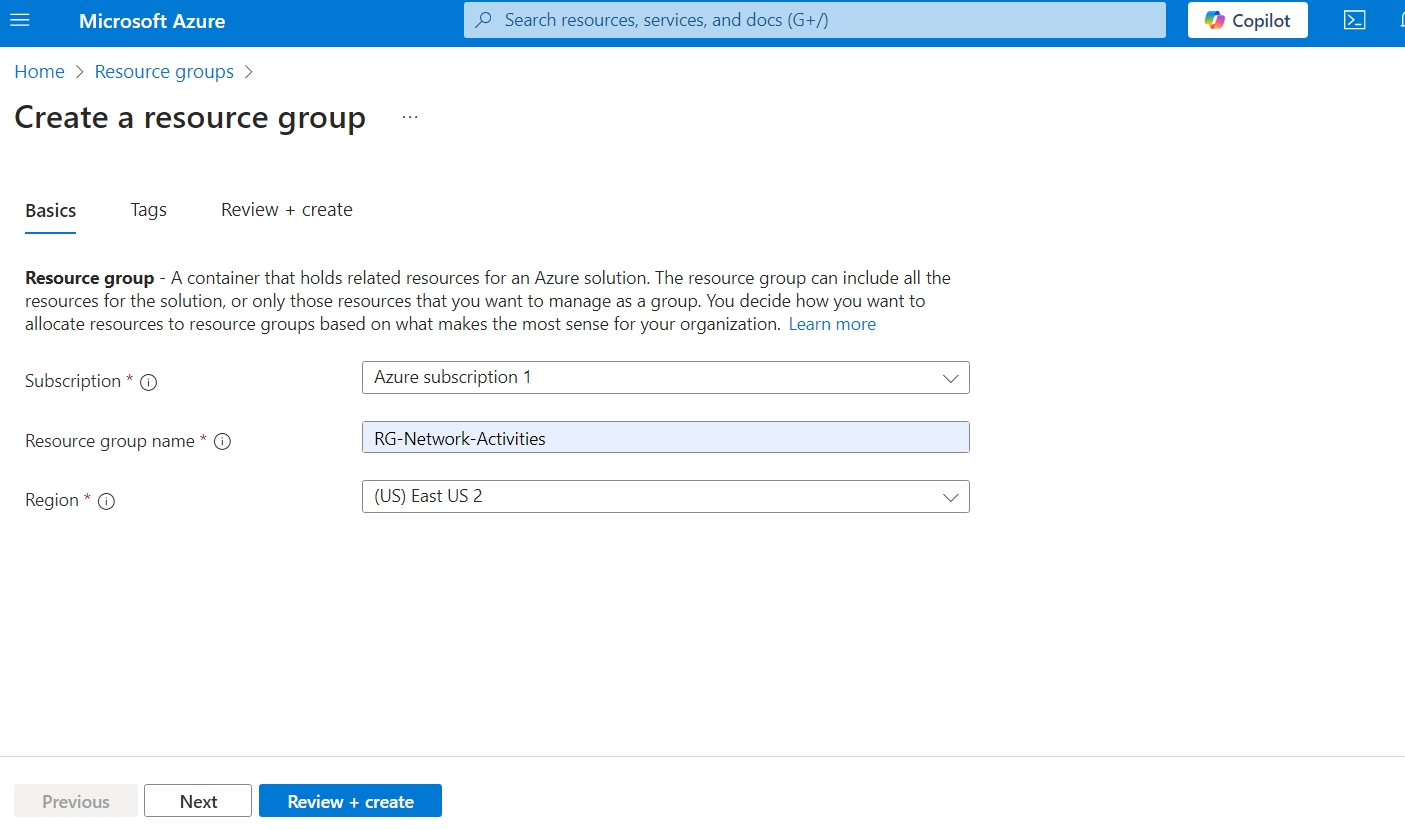 Microsoft Azure
Search resources, services, and docs (G+/)
Copilot
Home > Resource groups >
Create a resource group ...
Basics
Tags
Review + create
Resource group - A container that holds related resources for an Azure solution. The resource group can include all the
resources for the solution, or only those resources that you want to manage as a group. You decide how you want to
allocate resources to resource groups based on what makes the most sense for your organization. Learn more
Subscription *
Azure subscription 1
Resource group name *
RG-Network-Activities
Region *
(US) East US 2
Previous
Next
Review + create